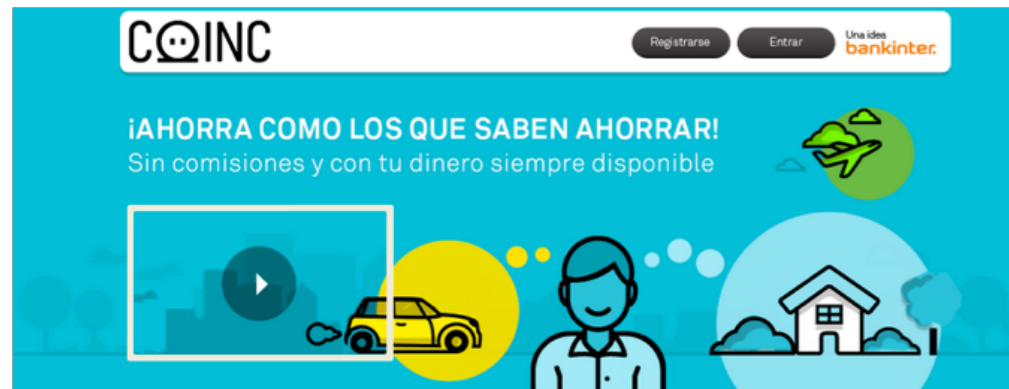 COINC
Registrarse
Entrar
Una idea
bankinter.
¡AHORRA COMO LOS QUE SABEN AHORRAR!
Sin comisiones y con tu dinero siempre disponible